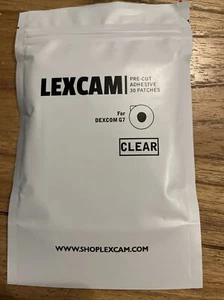 LEXCAM
PRE-CUT
ADHESIVE
30 PATCHES
For
DEXCOM G7
CLEAR
WWW.SHOPLEXCAM.COM